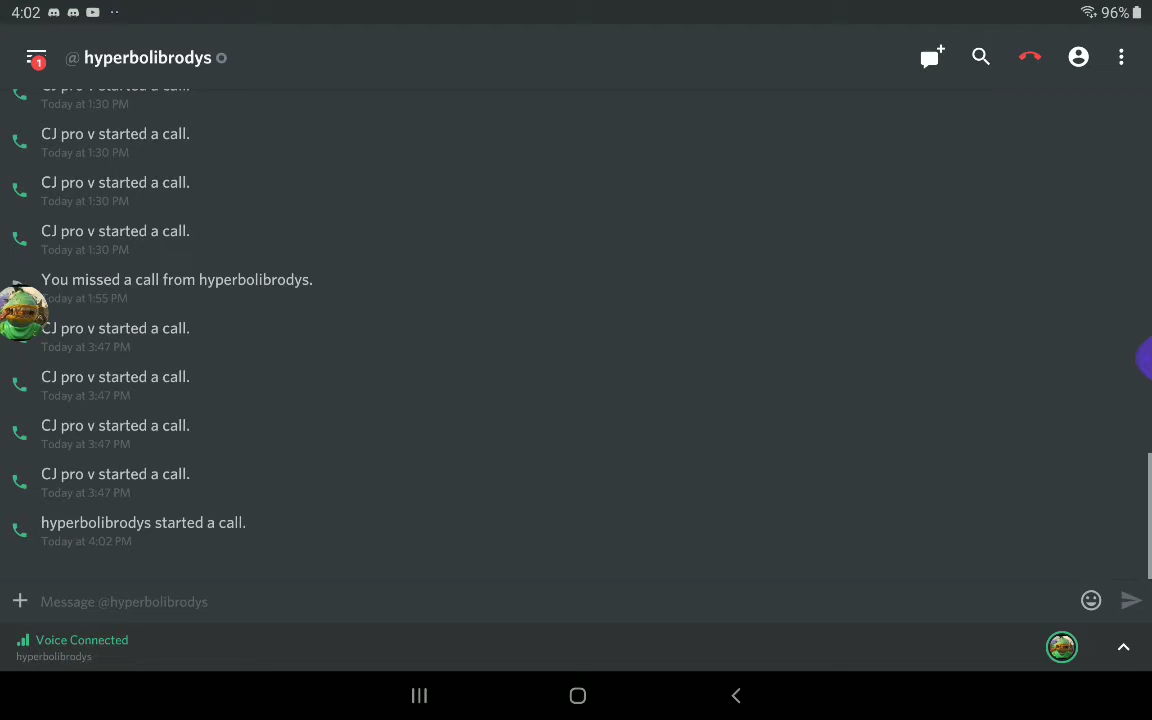 4:02
96%
1
@ hyperbolibrodys
CJ pro v started a call.
Today at 1:30 PM
CJ pro v started a call.
Today at 1:30 PM
CJ pro v started a call.
Today at 1:30 PM
CJ pro v started a call.
Today at 1:30 PM
You missed a call from hyperbolibrodys.
Today at 1:55 PM
CJ pro v started a call.
Today at 3:47 PM
CJ pro v started a call.
Today at 3:47 PM
CJ pro v started a call.
Today at 3:47 PM
CJ pro v started a call.
Today at 3:47 PM
hyperbolibrodys started a call.
Today at 4:02 PM
Message @hyperbolibrodys
Voice Connected
hyperbolibrodys